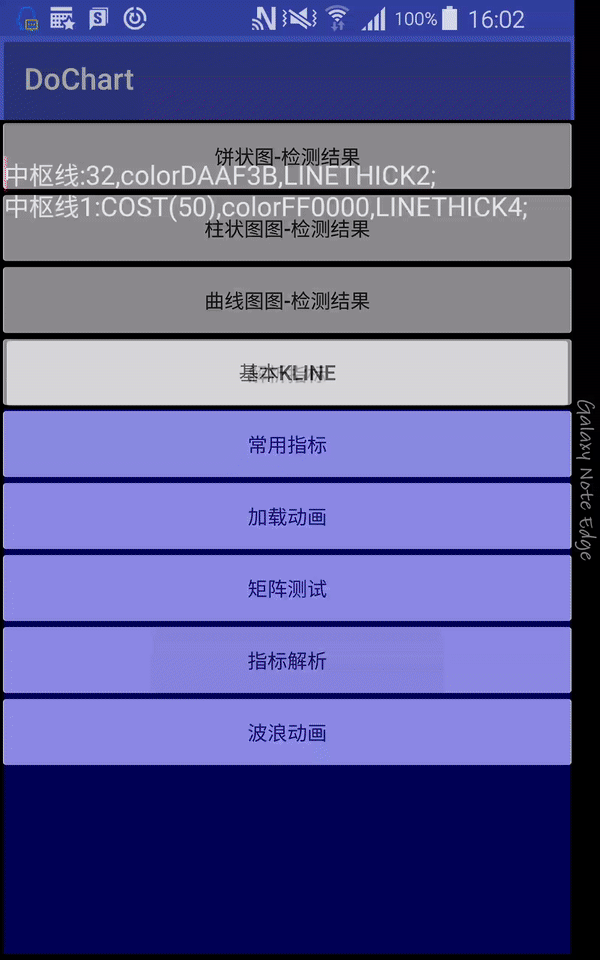 100% 16:02
DoChart
饼状图-检测结果
中枢线:32,colorDAAF3B,LINETHICK2;
中枢线1:COST(50),colorFF0000,LINETHICK4;
柱状图图-检测结果
曲线图图-检测结果
基本KLINE
常用指标
加载动画
矩阵测试
指标解析
波浪动画
Galaxy Note Edge